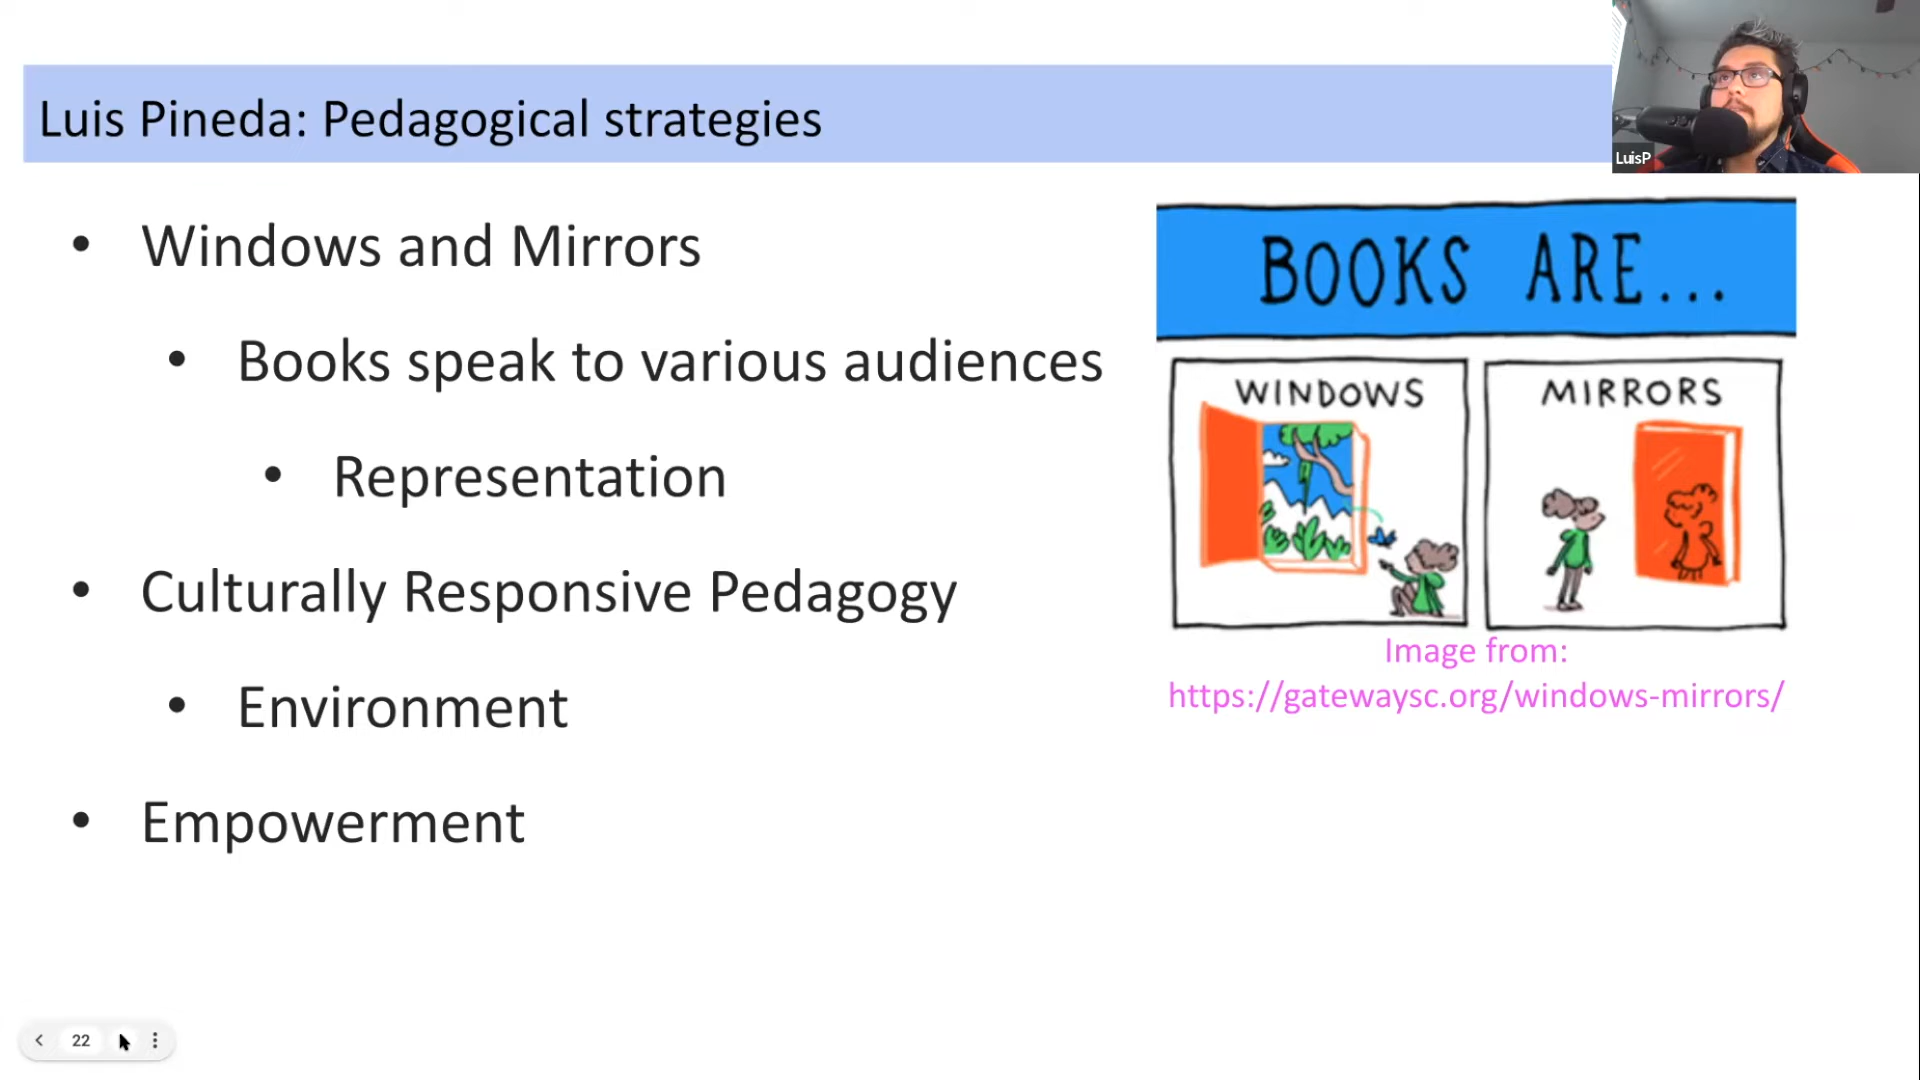 Luis Pineda: Pedagogical strategies
LuisP
• Windows and Mirrors
• Books speak to various audiences
• Representation
• Culturally Responsive Pedagogy
• Environment
• Empowerment
BOOKS ARE...
WINDOWS
MIRRORS
Image from:
https://gatewaysc.org/windows-mirrors/
22